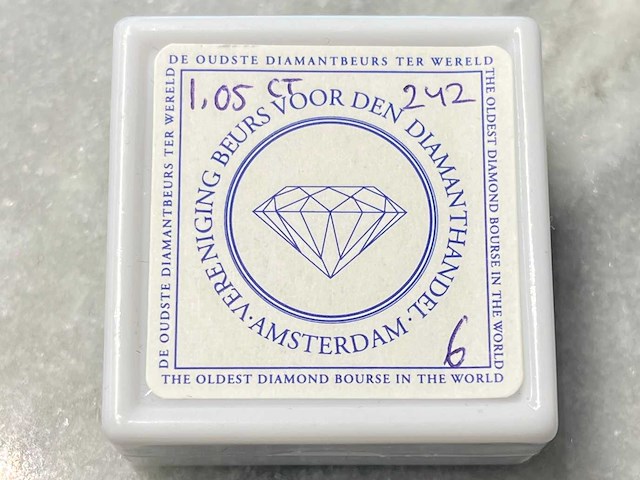 DE OUDSTE DIAMANTBEURS TER WERELD
THE OLDEST DIAMOND BOURSE IN THE WORLD
DE OUDSTE DIAMANTBEURS TER WERELD
1.05 CT
242
VERENIGING BEURS VOOR DEN DIAMANTHANDEL
·AMSTERDAM·
6
THE OLDEST DIAMOND BOURSE IN THE WORLD